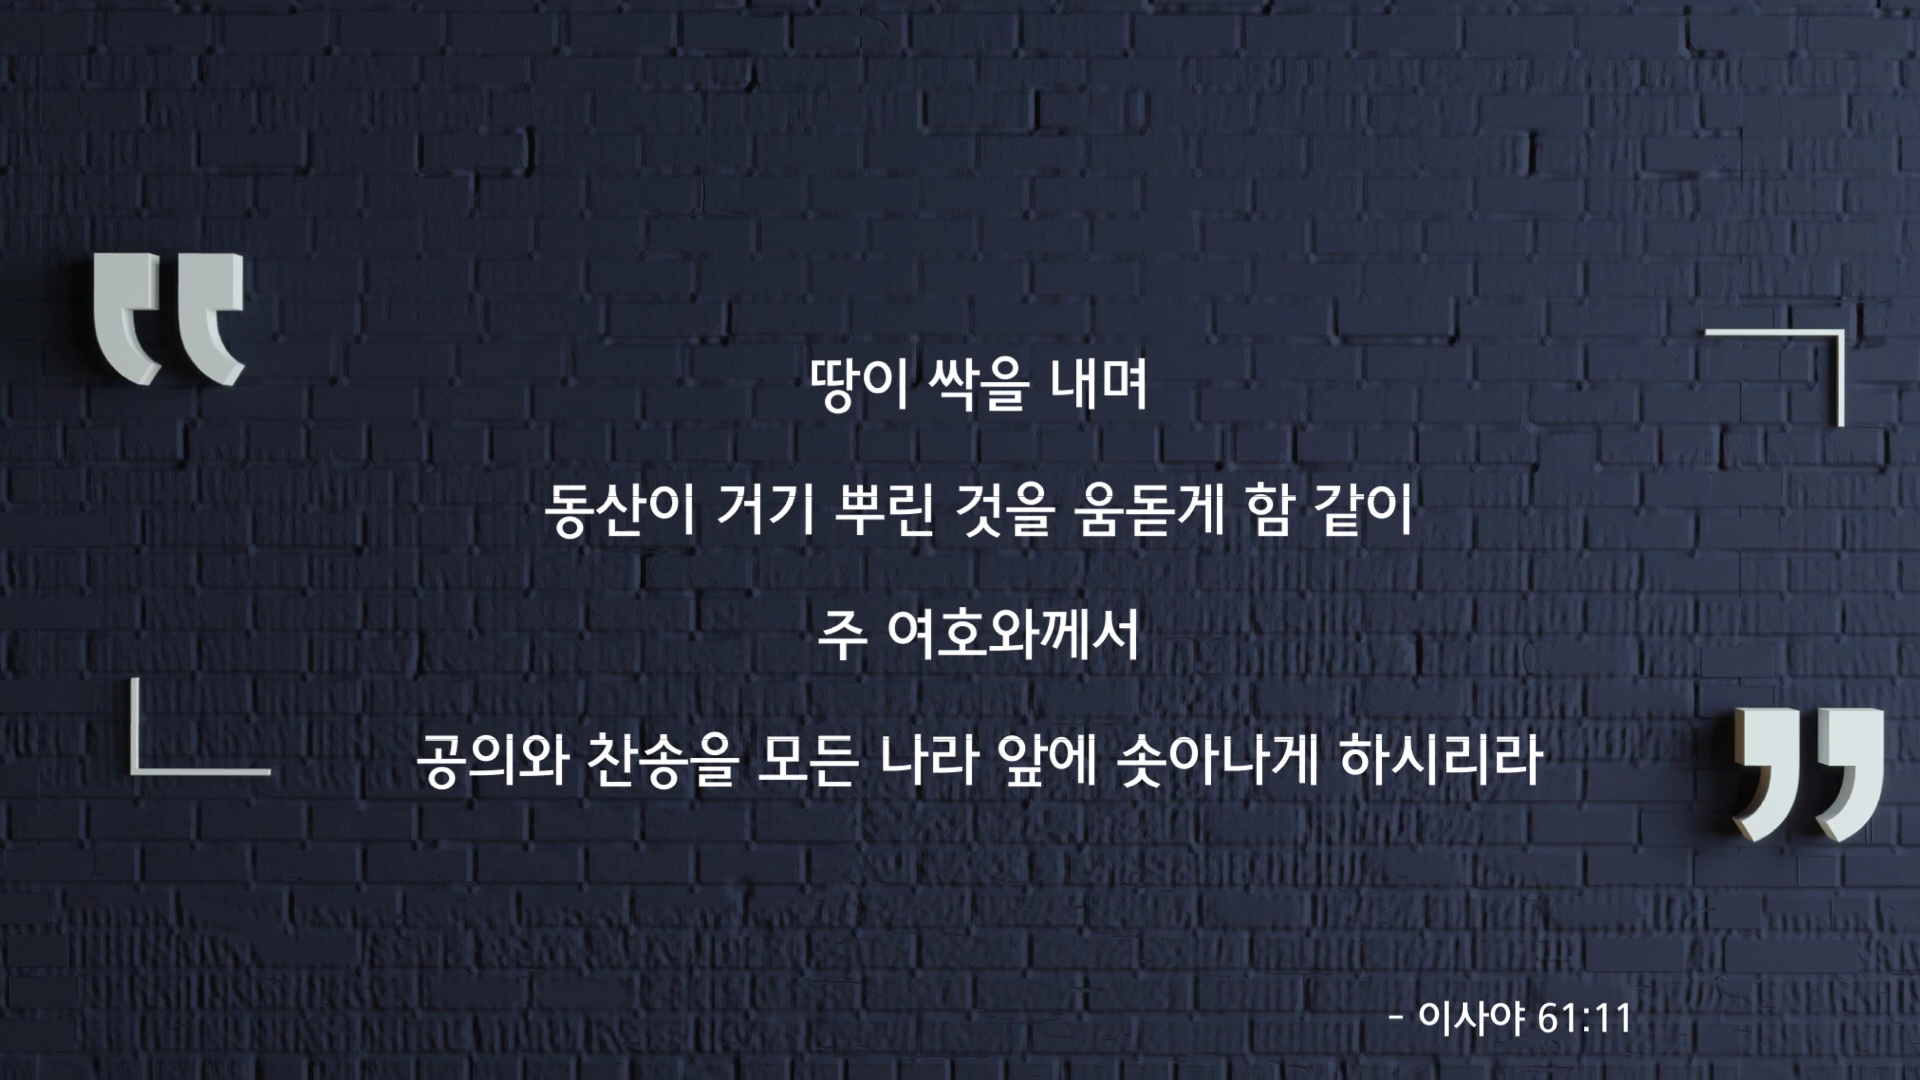 땅이 싹을 내며
동산이 거기 뿌린 것을 움돋게 함 같이
주 여호와께서
공의와 찬송을 모든 나라 앞에 솟아나게 하시리라
- 이사야 61:11